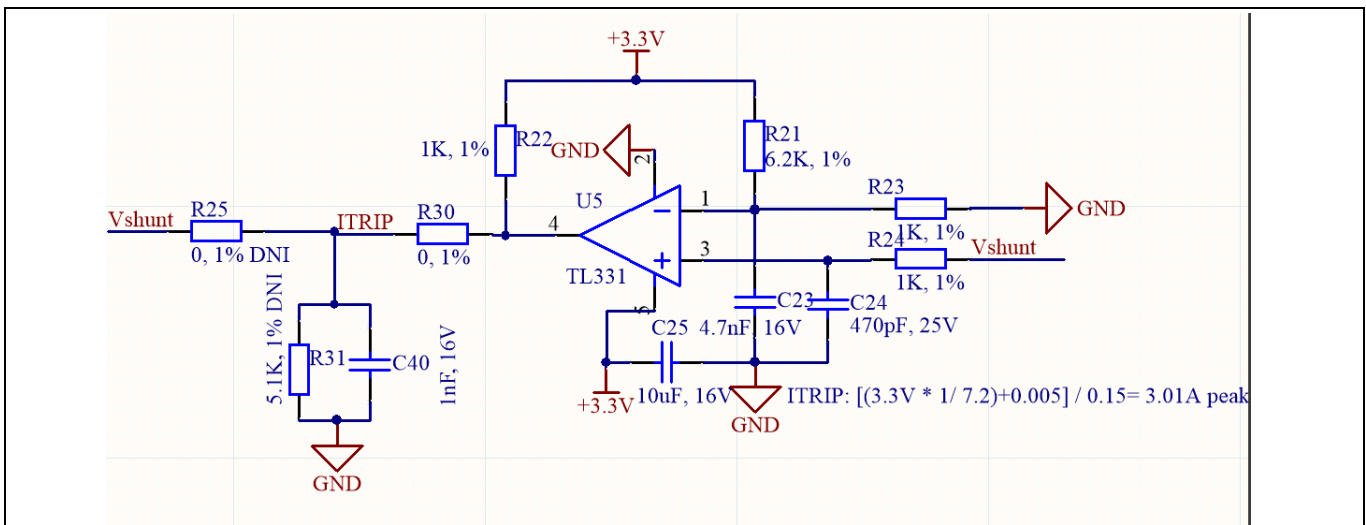 +3.3V
R22
1K, 1%
GND
2
R21
6.2K, 1%
U5
1
R23
1K, 1%
GND
Vshunt
R25
0, 1% DNI
ITRIP
R30
0, 1%
4
3
R24
1K, 1%
Vshunt
TL331
5
C23
4.7nF, 16V
C24
470pF, 25V
C25
10uF, 16V
+3.3V
GND
5.1K, 1% DNI
R31
C40
1nF, 16V
GND
ITRIP: [(3.3V * 1/ 7.2)+0.005] / 0.15= 3.01A peak